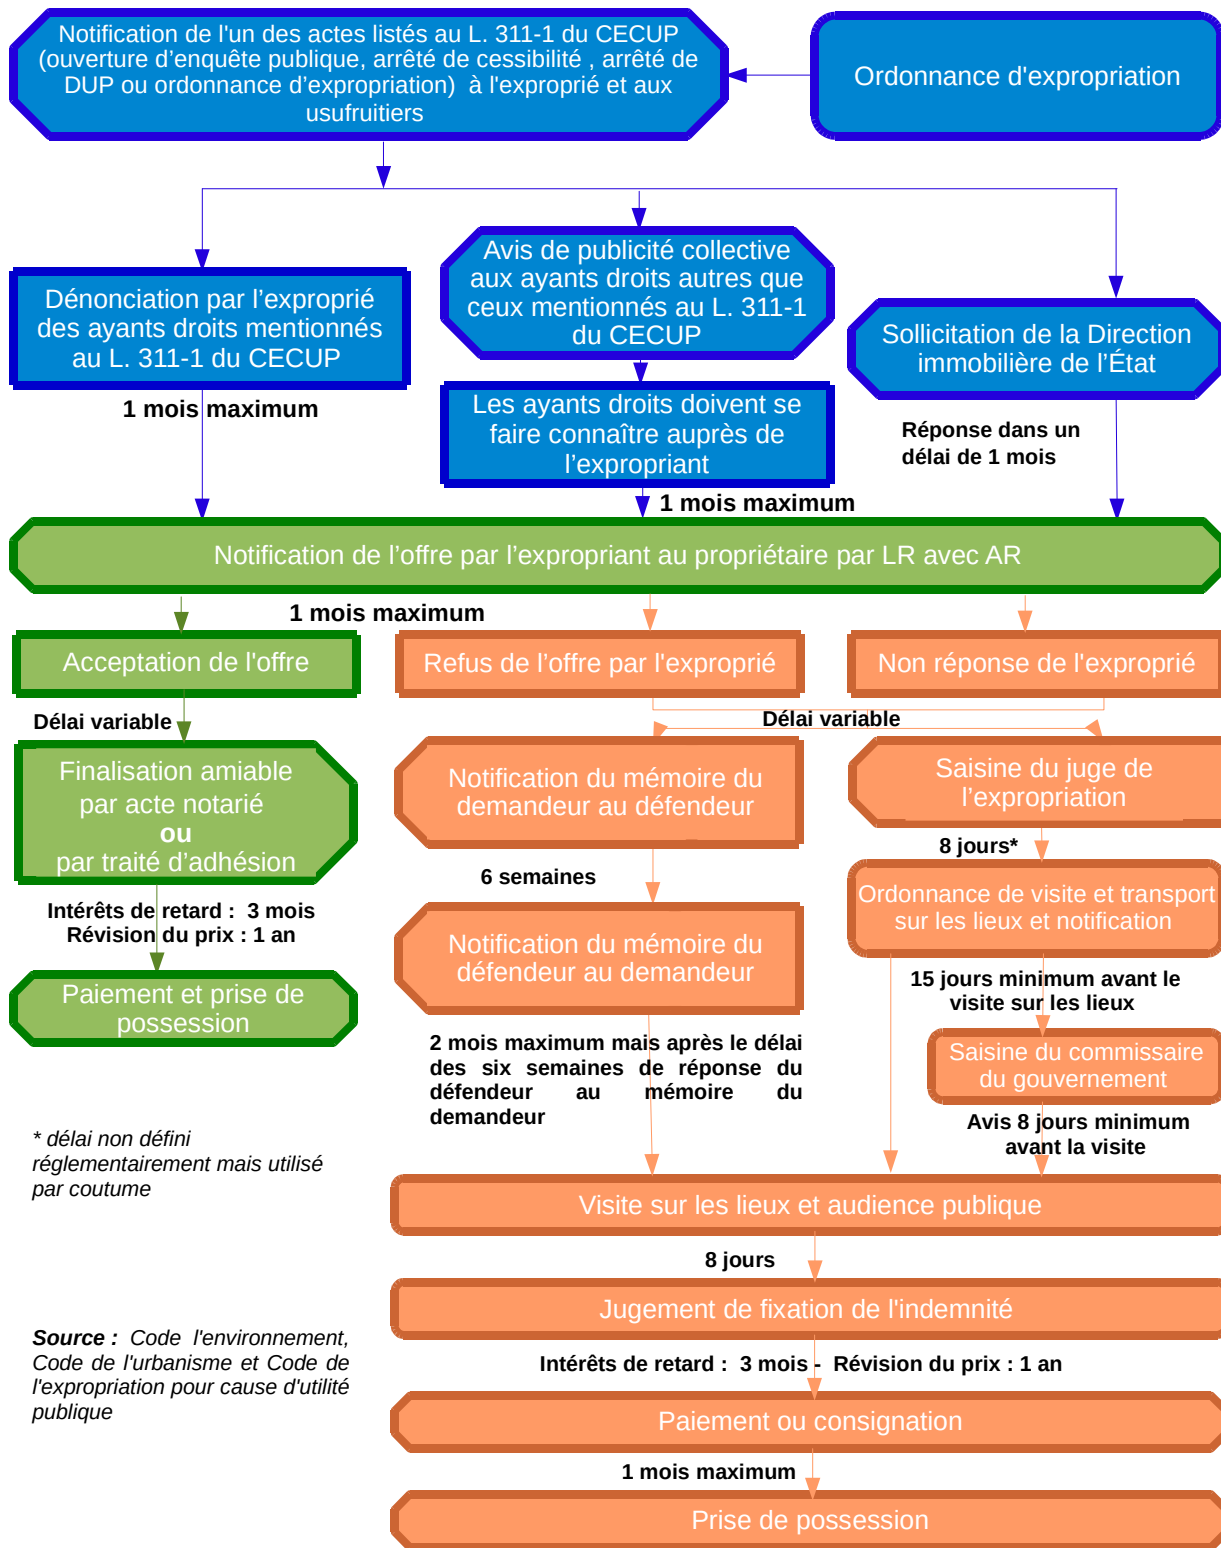 Notification de l'un des actes listés au L. 311-1 du CECUP
(ouverture d'enquête publique, arrêté de cessibilité , arrêté de
DUP ou ordonnance d'expropriation)  à l'exproprié et aux
usufruitiers
Ordonnance d'expropriation
Dénonciation par l'exproprié
des ayants droits mentionnés
au L. 311-1 du CECUP
Avis de publicité collective
aux ayants droits autres que
ceux mentionnés au L. 311-1
du CECUP
Sollicitation de la Direction
immobilière de l'État
1 mois maximum
Les ayants droits doivent se
faire connaître auprès de
l'expropriant
Réponse dans un
délai de 1 mois
1 mois maximum
Notification de l'offre par l'expropriant au propriétaire par LR avec AR
1 mois maximum
Acceptation de l'offre
Refus de l'offre par l'exproprié
Non réponse de l'exproprié
Délai variable
Délai variable
Finalisation amiable
par acte notarié
ou
par traité d'adhésion
Notification du mémoire du
demandeur au défendeur
Saisine du juge de
l'expropriation
8 jours*
6 semaines
Ordonnance de visite et transport
sur les lieux et notification
Intérêts de retard :  3 mois
Révision du prix : 1 an
Notification du mémoire du
défendeur au demandeur
15 jours minimum avant le
visite sur les lieux
Paiement et prise de
possession
2 mois maximum mais après le délai
des six semaines de réponse du
défendeur au mémoire du
demandeur
Saisine du commissaire
du gouvernement
Avis 8 jours minimum
avant la visite
* délai non défini
réglementairement mais utilisé
par coutume
Visite sur les lieux et audience publique
8 jours
Jugement de fixation de l'indemnité
Source : Code l'environnement,
Code de l'urbanisme et Code de
l'expropriation pour cause d'utilité
publique
Intérêts de retard :  3 mois -  Révision du prix : 1 an
Paiement ou consignation
1 mois maximum
Prise de possession